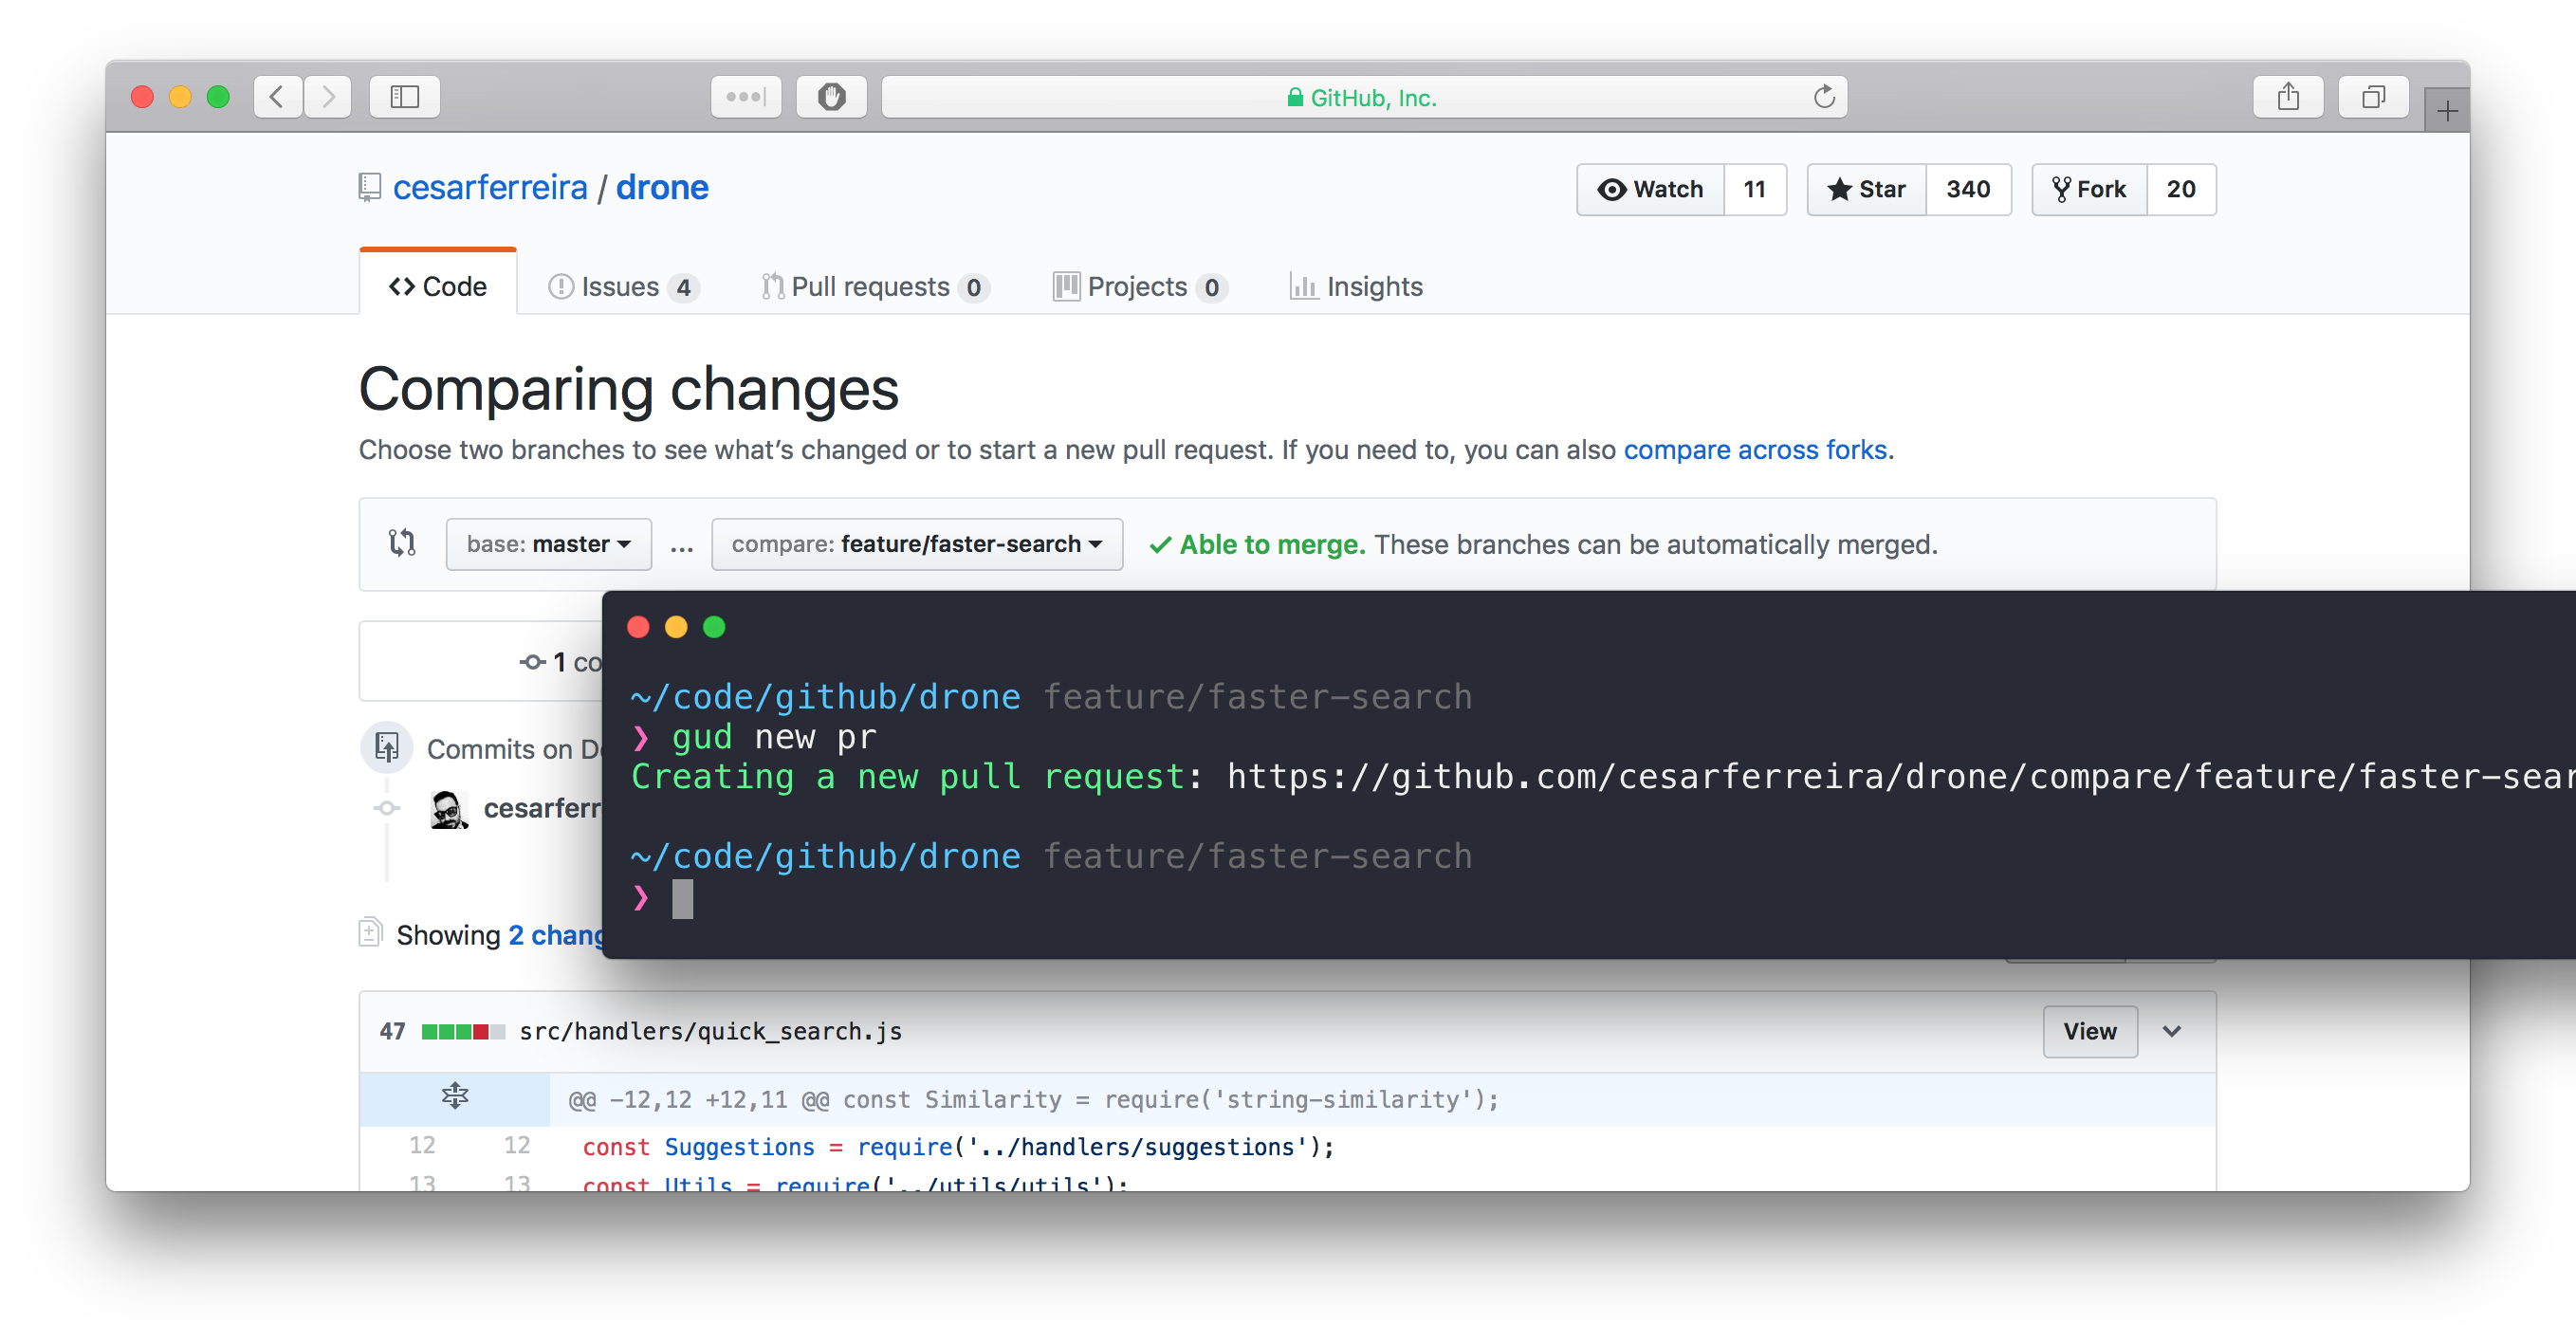 GitHub, Inc.
cesarferreira / drone
Watch 11 Star 340 Fork 20
Code Issues 4 Pull requests 0 Projects 0 Insights
Comparing changes
Choose two branches to see what's changed or to start a new pull request. If you need to, you can also compare across forks.
base: master ... compare: feature/faster-search Able to merge. These branches can be automatically merged.
1 co
Commits on D
cesarferr
Showing 2 chang
~/code/github/drone feature/faster-search
❯ gud new pr
Creating a new pull request: https://github.com/cesarferreira/drone/compare/feature/faster-sear
~/code/github/drone feature/faster-search
❯
47 src/handlers/quick_search.js View
@@ -12,12 +12,11 @@ const Similarity = require('string-similarity');
12 12 const Suggestions = require('../handlers/suggestions');
13 13 const Utils = require('../utils/utils');